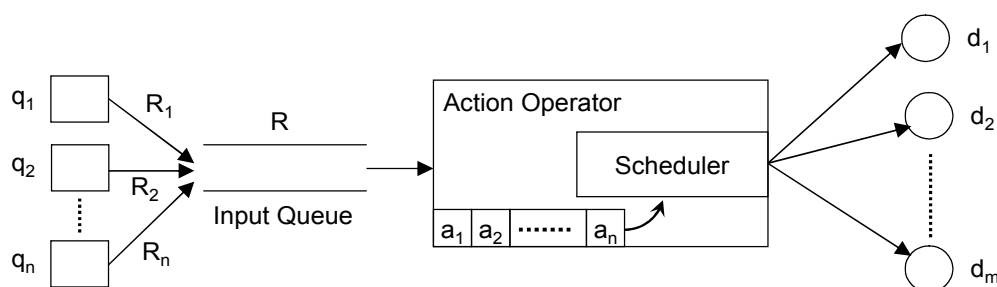 q1
q2
qn
R1
R2
Rn
R
Input Queue
Action Operator
Scheduler
a1 a2 an
d1
d2
dm